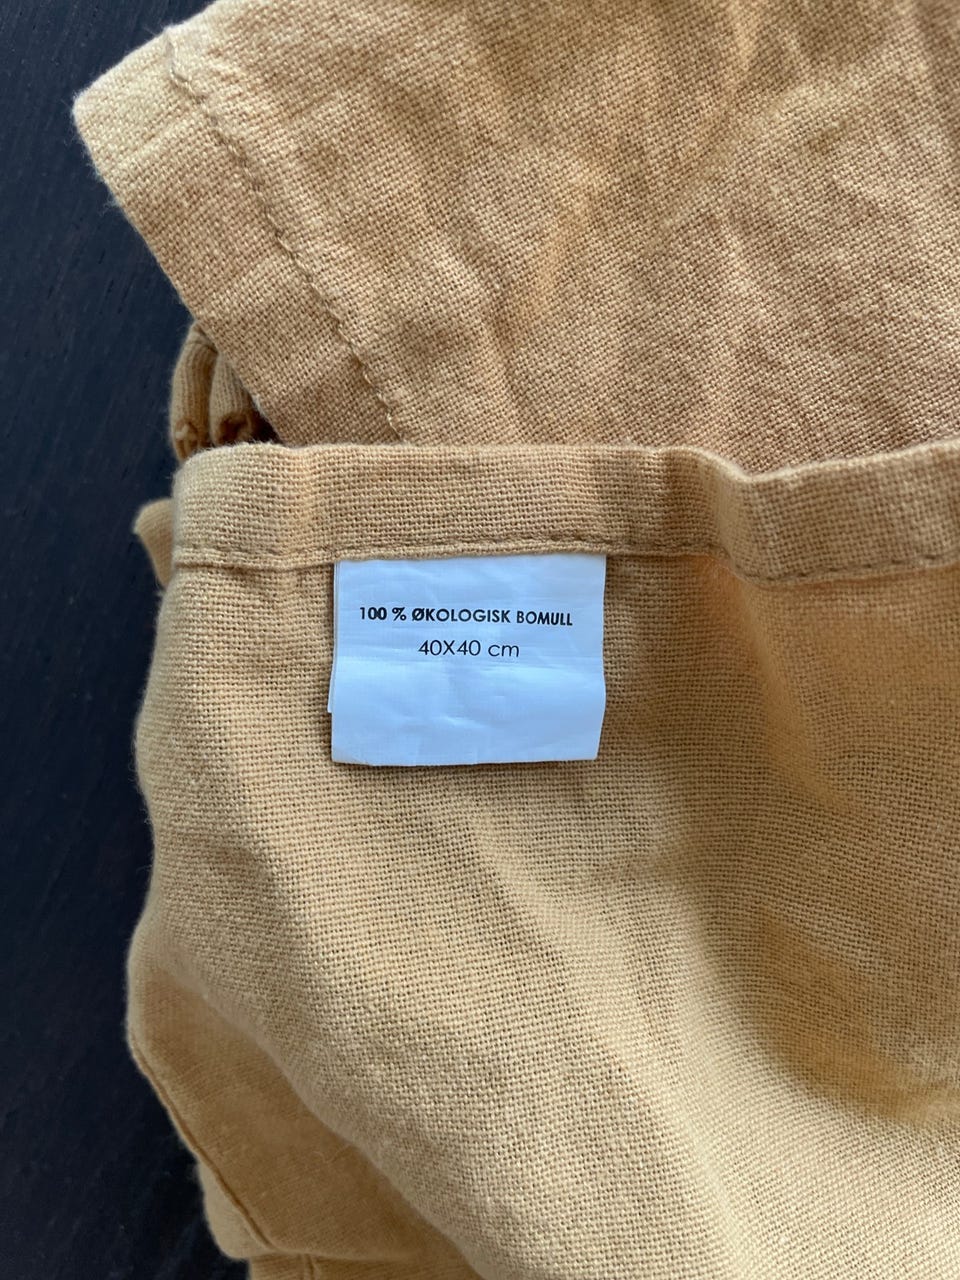 100 % ØKOLOGISK BOMULL
40X40 cm